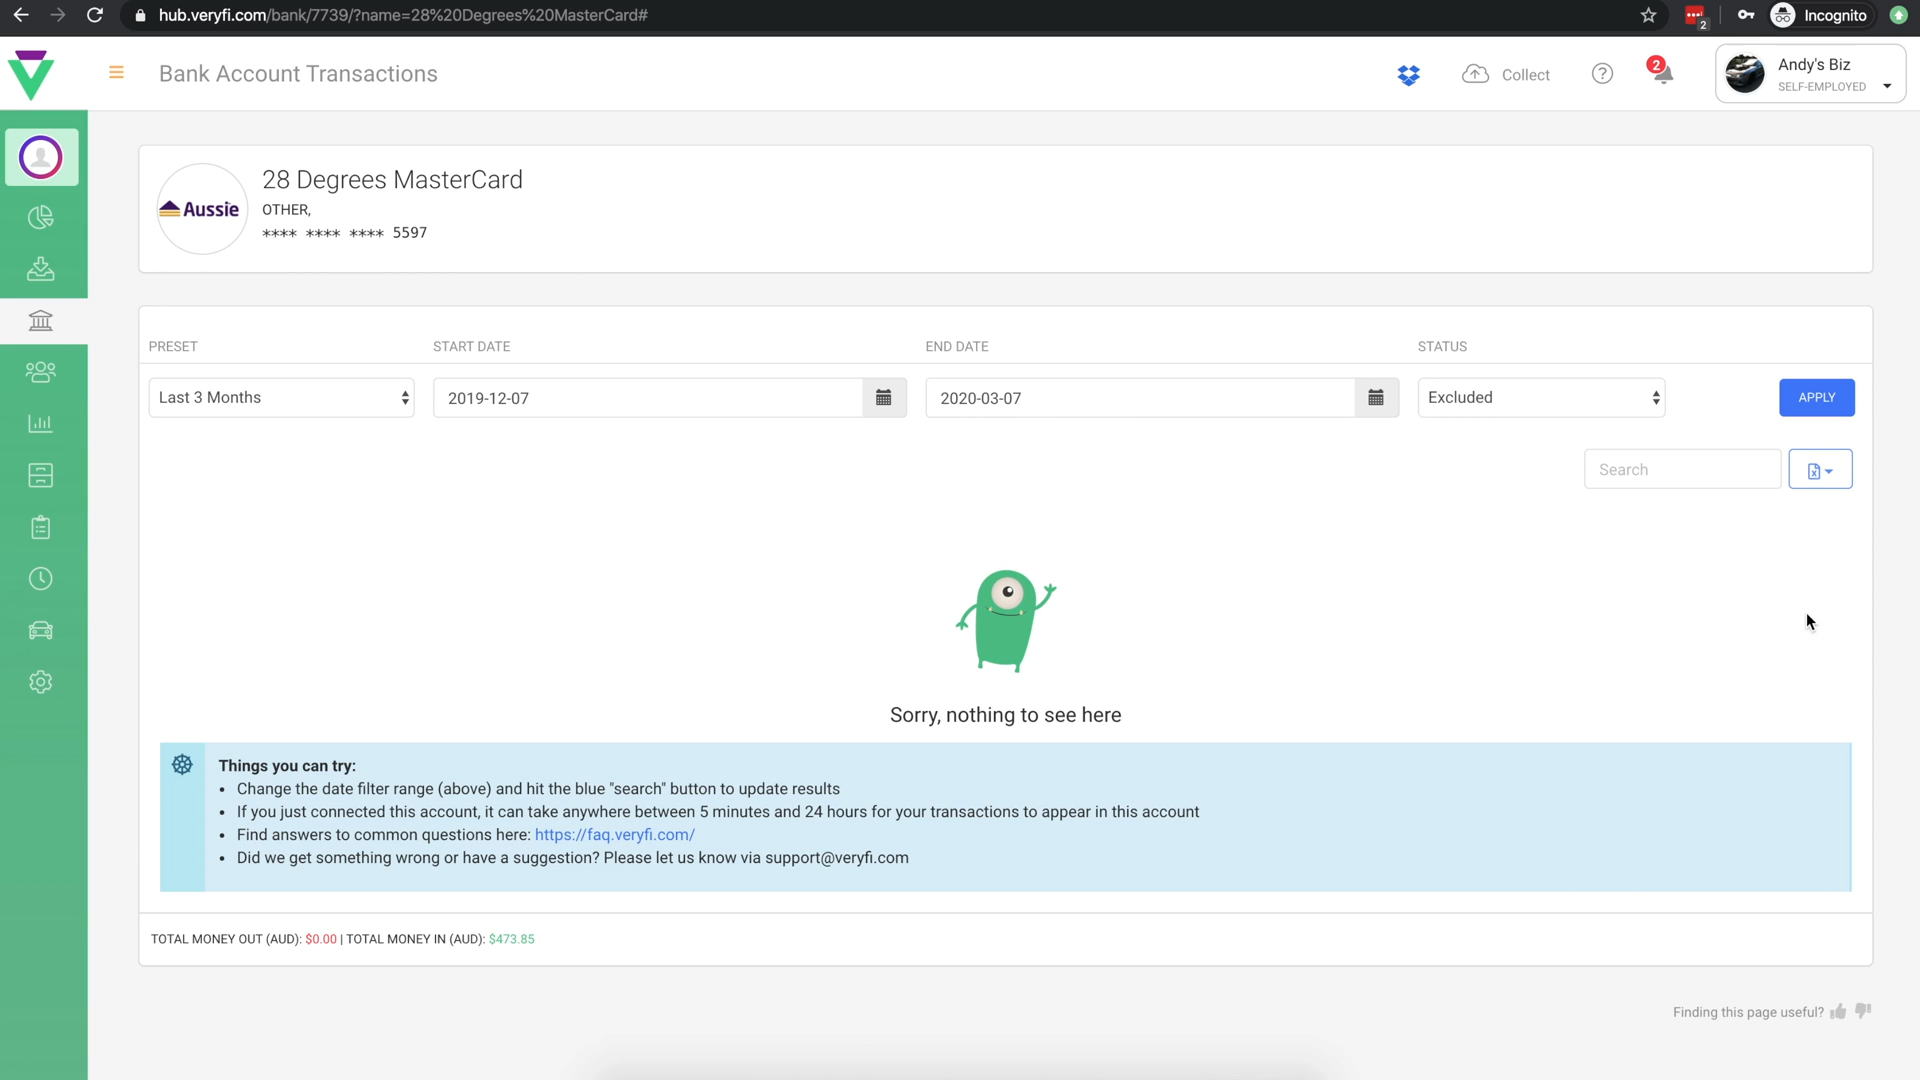 hub.veryfi.com/bank/7739/?name=28%20Degrees%20MasterCard#
2
Incognito
Bank Account Transactions
Collect
2
Andy's Biz
SELF-EMPLOYED
Aussie
28 Degrees MasterCard
OTHER,
**** **** **** 5597
PRESET START DATE END DATE STATUS
Last 3 Months 2019-12-07 2020-03-07 Excluded APPLY
Search
Sorry, nothing to see here
Things you can try:
• Change the date filter range (above) and hit the blue "search" button to update results
• If you just connected this account, it can take anywhere between 5 minutes and 24 hours for your transactions to appear in this account
• Find answers to common questions here: https://faq.veryfi.com/
• Did we get something wrong or have a suggestion? Please let us know via support@veryfi.com
TOTAL MONEY OUT (AUD): $0.00 | TOTAL MONEY IN (AUD): $473.85
Finding this page useful?